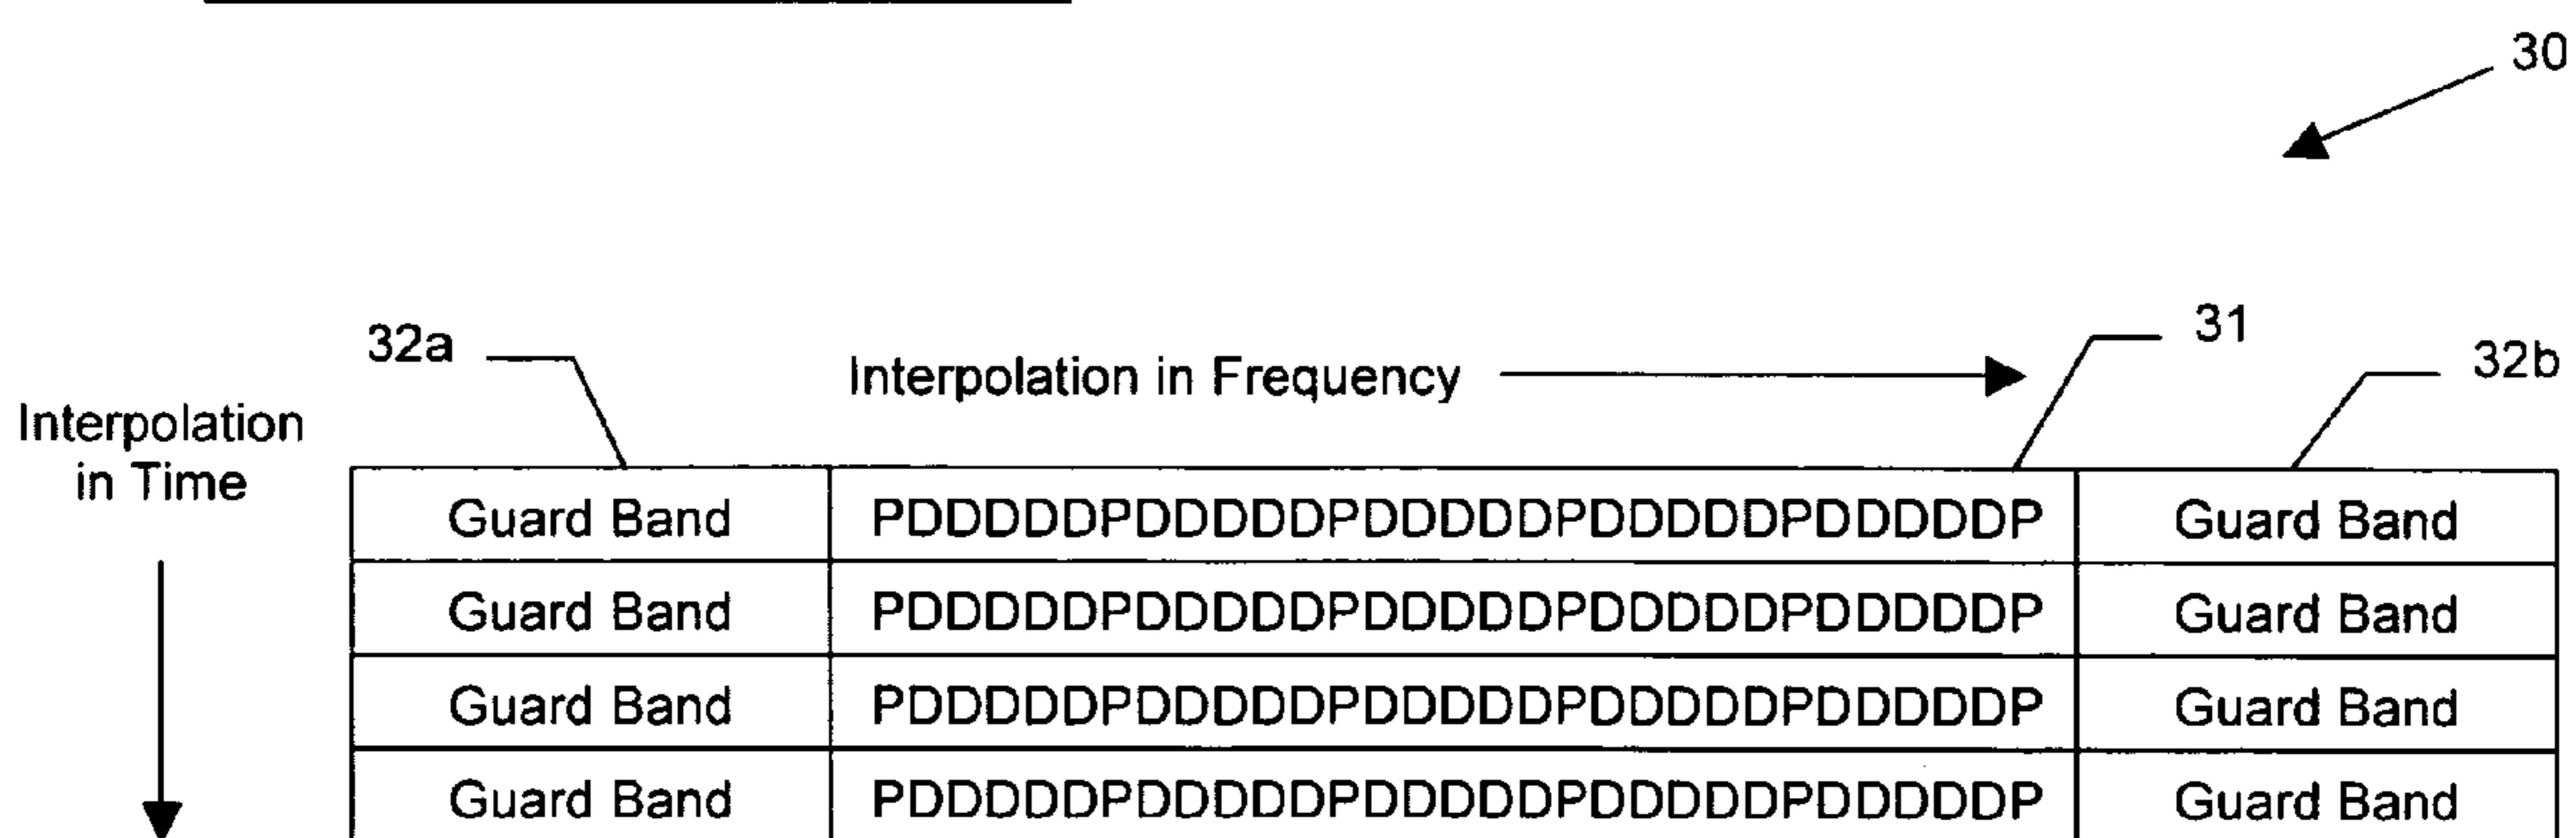 30
32a
Interpolation in Frequency
31
32b
Interpolation
in Time
Guard Band PDDDDDPDDDDDPDDDDDPDDDDDPDDDDDP Guard Band
Guard Band PDDDDDPDDDDDPDDDDDPDDDDDPDDDDDP Guard Band
Guard Band PDDDDDPDDDDDPDDDDDPDDDDDPDDDDDP Guard Band
Guard Band PDDDDDPDDDDDPDDDDDPDDDDDPDDDDDP Guard Band